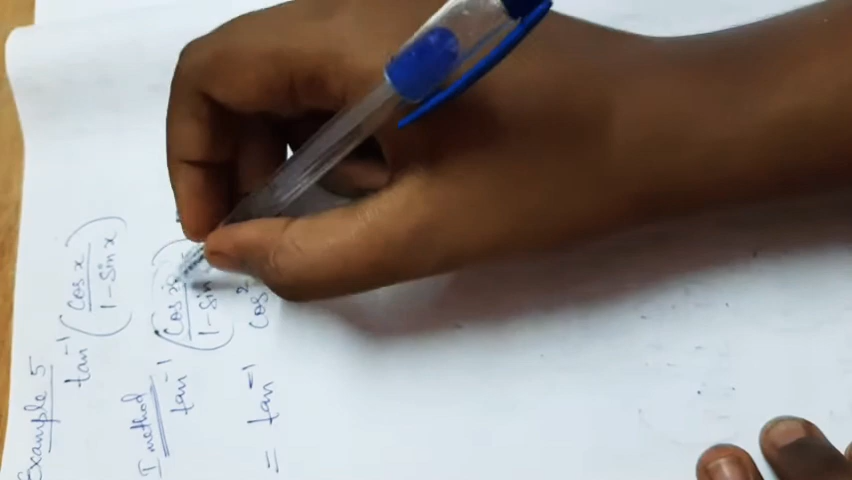 Example 5
tan⁻¹ (cos x / 1 - sin x)
I method
tan⁻¹ (cos x / 1 - sin
= tan⁻¹ cos²